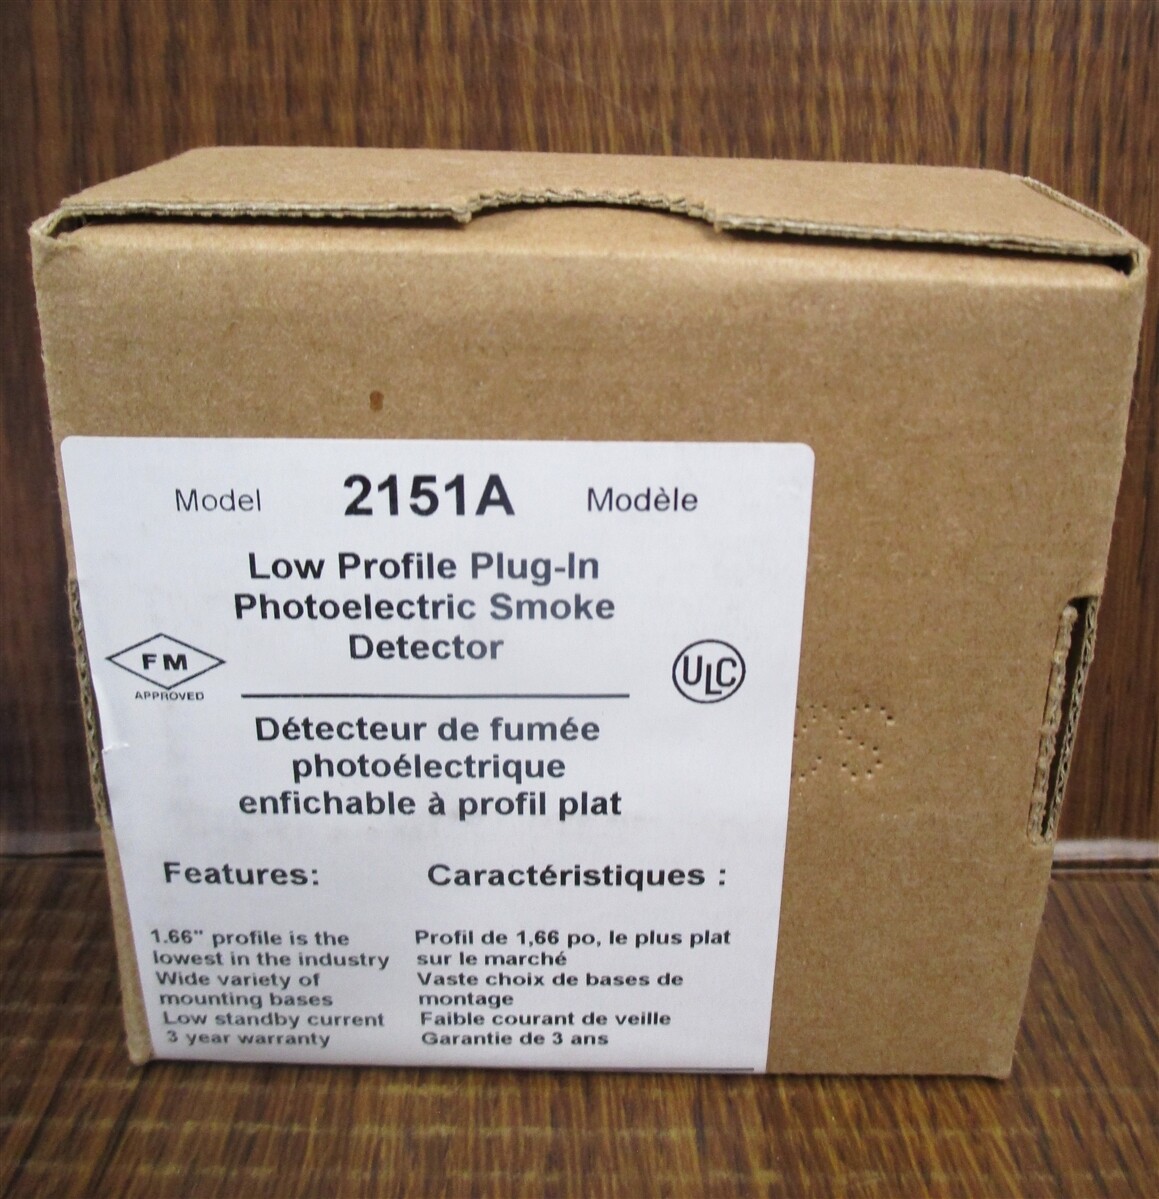 Model 2151A Modèle
Low Profile Plug-In
Photoelectric Smoke
Detector
FM
APPROVED
ULC
Détecteur de fumée
photoélectrique
enfichable à profil plat
Features:
1.66" profile is the
lowest in the industry
Wide variety of
mounting bases
Low standby current
3 year warranty
Caractéristiques :
Profil de 1,66 po, le plus plat
sur le marché
Vaste choix de bases de
montage
Faible courant de veille
Garantie de 3 ans